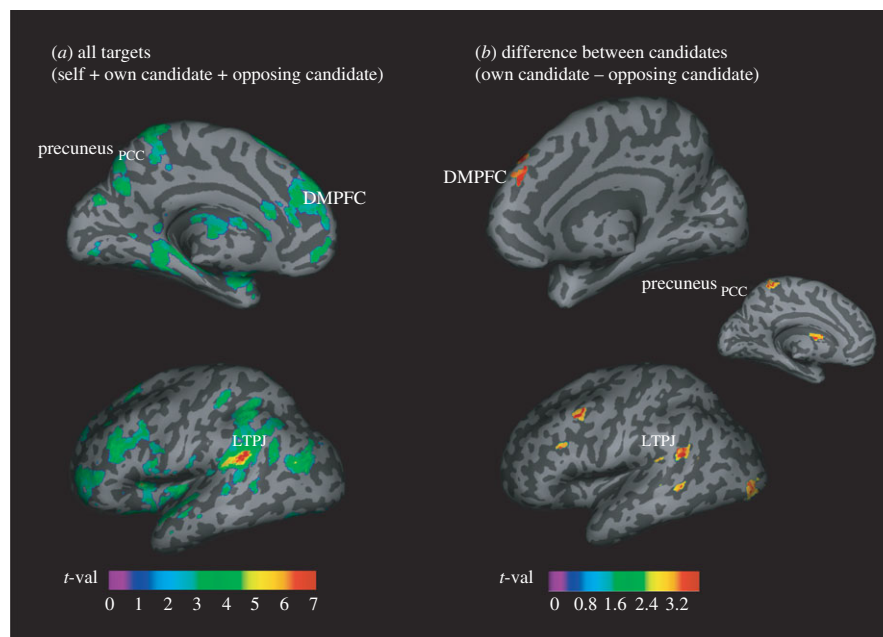 (a) all targets
(self + own candidate + opposing candidate)
precuneus PCC
DMPFC
LTPJ
t-val
0 1 2 3 4 5 6 7
(b) difference between candidates
(own candidate – opposing candidate)
DMPFC
precuneus PCC
LTPJ
t-val
0 0.8 1.6 2.4 3.2